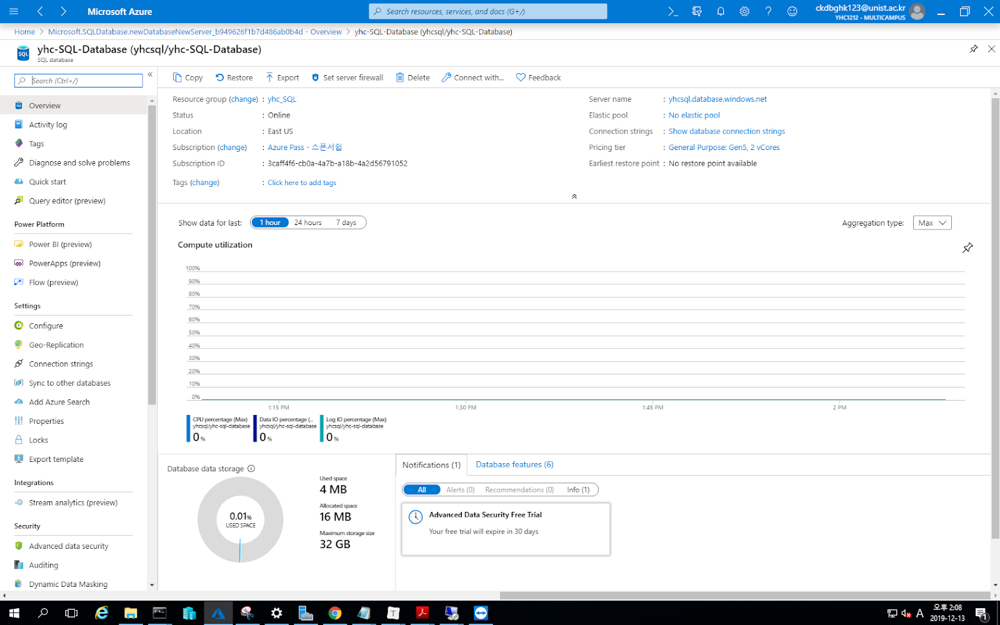 Microsoft Azure
Search resources, services, and docs (G+/)
ckdbghk123@unist.ac.kr
YHC1212 - MULTICAMPUS
Home > Microsoft.SQLDatabase.newDatabaseNewServer_b949626f1b7d486ab0b4d - Overview > yhc-SQL-Database (yhcsql/yhc-SQL-Database)
yhc-SQL-Database (yhcsql/yhc-SQL-Database)
SQL
SQL database
Search (Ctrl+/)
Copy Restore Export Set server firewall Delete Connect with... Feedback
Overview
Activity log
Tags
Diagnose and solve problems
Quick start
Query editor (preview)
Power Platform
Power BI (preview)
PowerApps (preview)
Flow (preview)
Settings
Configure
Geo-Replication
Connection strings
Sync to other databases
Add Azure Search
Properties
Locks
Export template
Integrations
Stream analytics (preview)
Security
Advanced data security
Auditing
Dynamic Data Masking
Resource group (change) : yhc_SQL
Status : Online
Location : East US
Subscription (change) : Azure Pass - 스폰서쉽
Subscription ID : 3caff4f6-cb0a-4a7b-a18b-4a2d56791052
Tags (change) : Click here to add tags
Server name : yhcsql.database.windows.net
Elastic pool : No elastic pool
Connection strings : Show database connection strings
Pricing tier : General Purpose: Gen5, 2 vCores
Earliest restore point : No restore point available
Show data for last: 1 hour 24 hours 7 days
Aggregation type: Max
Compute utilization
100%
90%
80%
70%
60%
50%
40%
30%
20%
10%
0%
1:15 PM 1:30 PM 1:45 PM 2 PM
CPU percentage (Max)
yhcsql/yhc-sql-database
0 %
Data IO percentage (...
yhcsql/yhc-sql-database
0 %
Log IO percentage (Max)
yhcsql/yhc-sql-database
0 %
Database data storage
0.01%
USED SPACE
Used space
4 MB
Allocated space
16 MB
Maximum storage size
32 GB
Notifications (1) Database features (6)
All Alerts (0) Recommendations (0) Info (1)
Advanced Data Security Free Trial
Your free trial will expire in 30 days
A
오후 2:08
2019-12-13
1